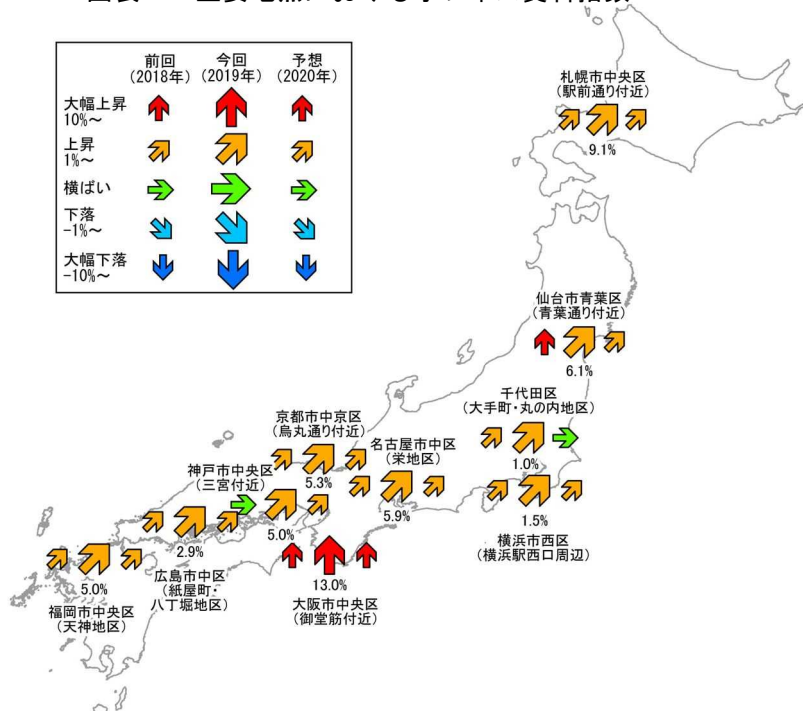 前回
(2018年)
今回
(2019年)
予想
(2020年)
大幅上昇
10%~
上昇
1%~
横ばい
下落
-1%~
大幅下落
-10%~
札幌市中央区
(駅前通り付近)
9.1%
仙台市青葉区
(青葉通り付近)
6.1%
千代田区
(大手町・丸の内地区)
1.0%
京都市中京区
(烏丸通り付近)
5.3%
名古屋市中区
(栄地区)
5.9%
神戸市中央区
(三宮付近)
5.0%
1.5%
横浜市西区
(横浜駅西口周辺)
2.9%
広島市中区
(紙屋町・
八丁堀地区)
13.0%
大阪市中央区
(御堂筋付近)
5.0%
福岡市中央区
(天神地区)